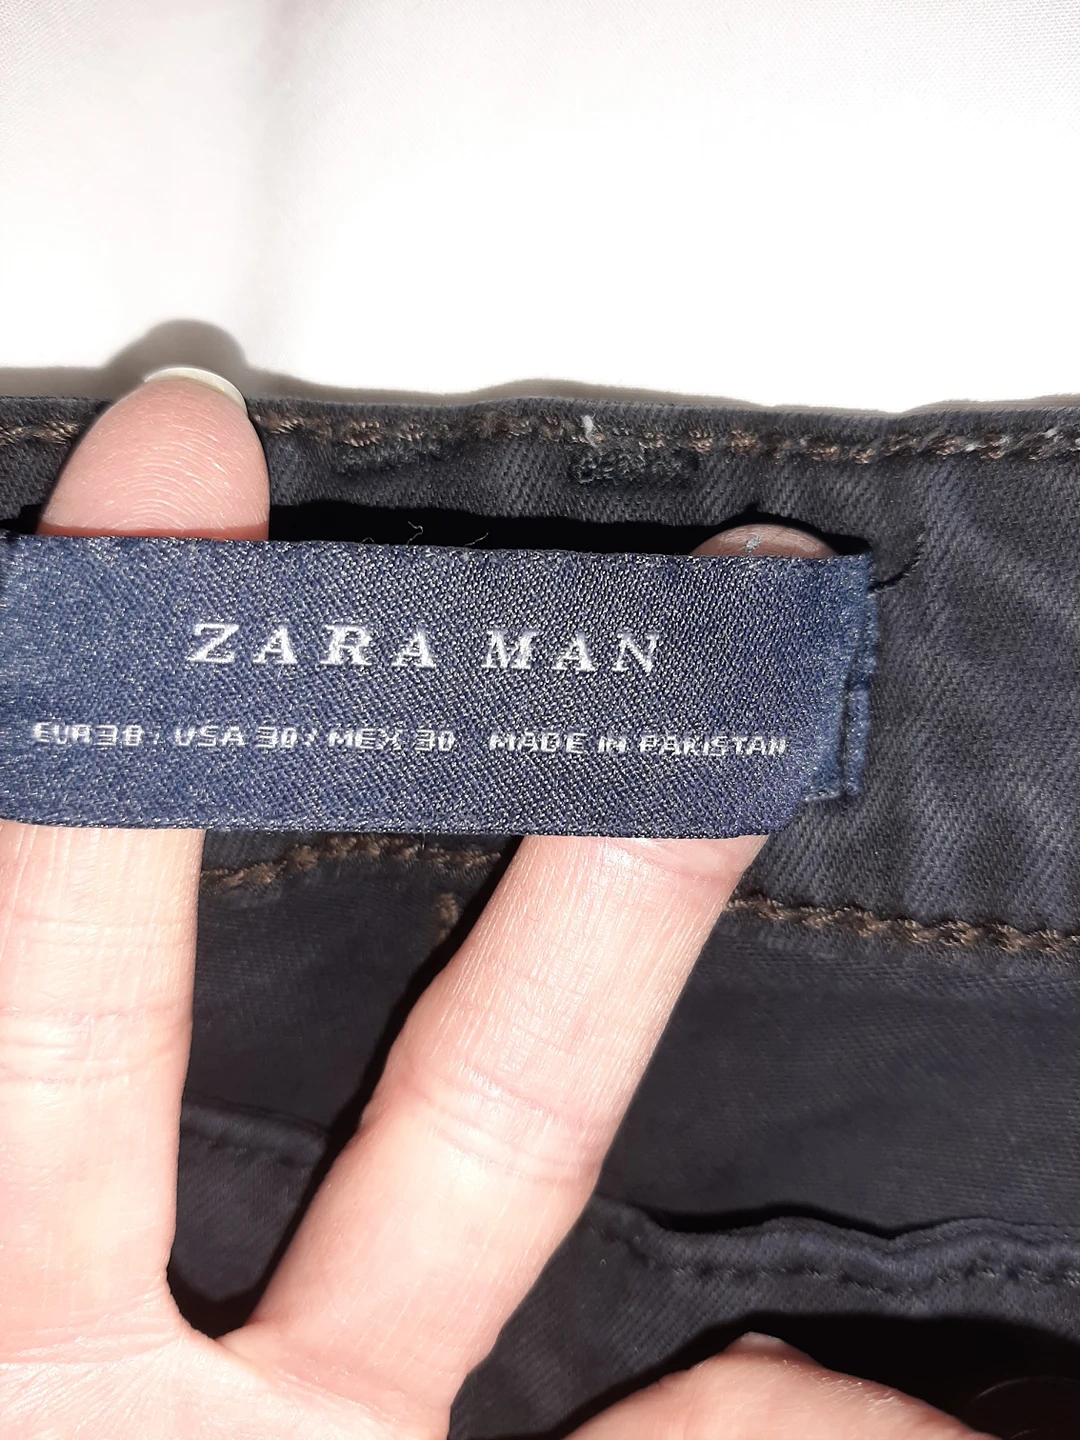 ZARA MAN
EUR 38 / USA 30 / MEX 30 MADE IN PAKISTAN